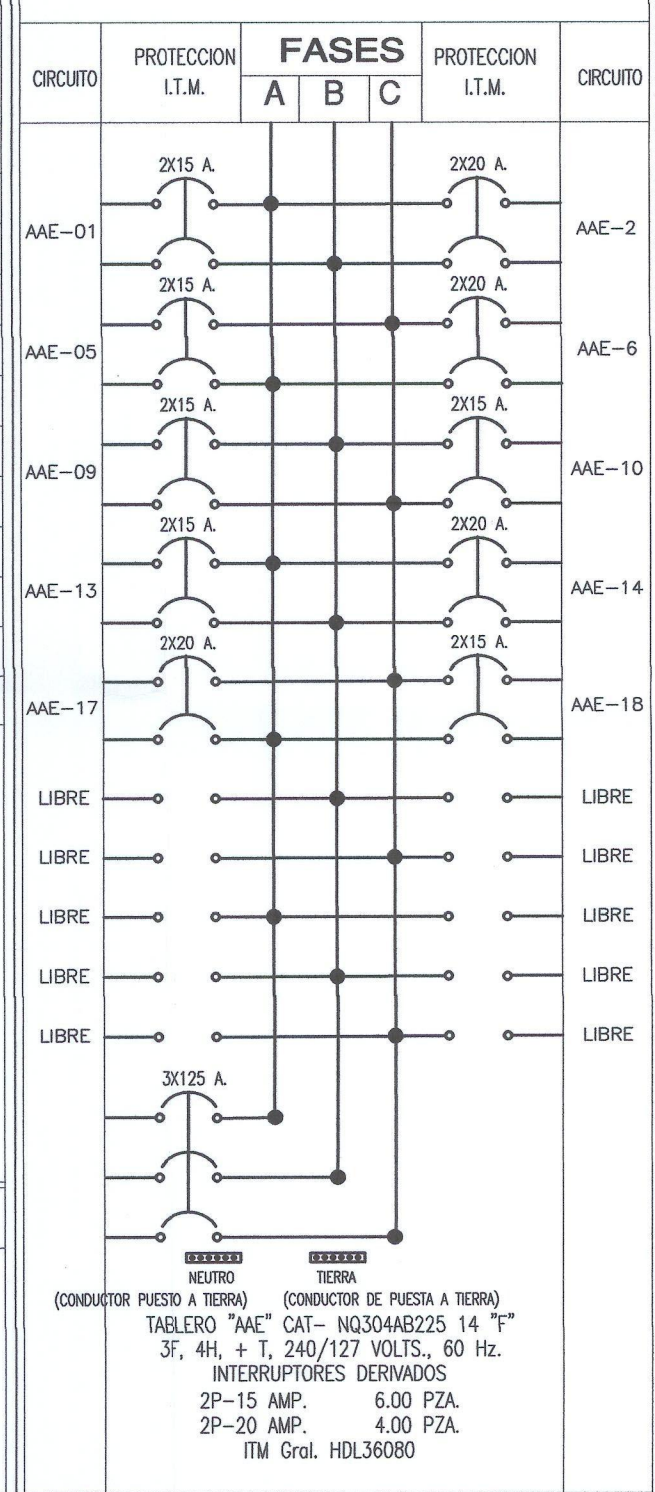 FASES
CIRCUITO PROTECCION I.T.M. A B C PROTECCION I.T.M. CIRCUITO
2X15 A. 2X20 A.
AAE-01 AAE-2
2X15 A. 2X20 A.
AAE-05 AAE-6
2X15 A. 2X15 A.
AAE-09 AAE-10
2X15 A. 2X20 A.
AAE-13 AAE-14
2X20 A. 2X15 A.
AAE-17 AAE-18
LIBRE LIBRE
LIBRE LIBRE
LIBRE LIBRE
LIBRE LIBRE
LIBRE LIBRE
3X125 A.
NEUTRO TIERRA
(CONDUCTOR PUESTO A TIERRA) (CONDUCTOR DE PUESTA A TIERRA)
TABLERO "AAE" CAT- NQ304AB225 14 "F"
3F, 4H, + T, 240/127 VOLTS., 60 Hz.
INTERRUPTORES DERIVADOS
2P-15 AMP. 6.00 PZA.
2P-20 AMP. 4.00 PZA.
ITM Gral. HDL36080